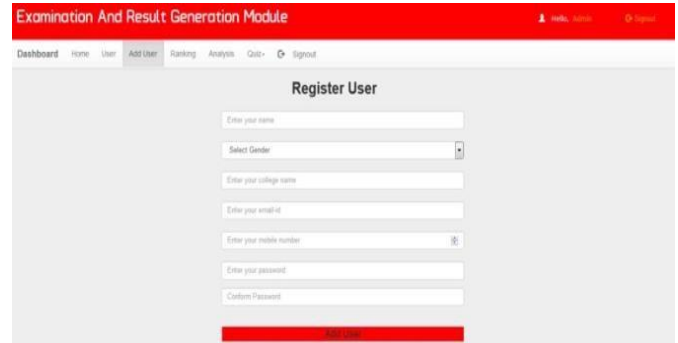 Examination And Result Generation Module
Hello, Admin Signout
Dashboard Home User Add User Ranking Analysis Quiz Signout
Register User
Enter your name
Select Gender
Enter your college name
Enter your email-id
Enter your mobile number
Enter your password
Conform Password
Add User